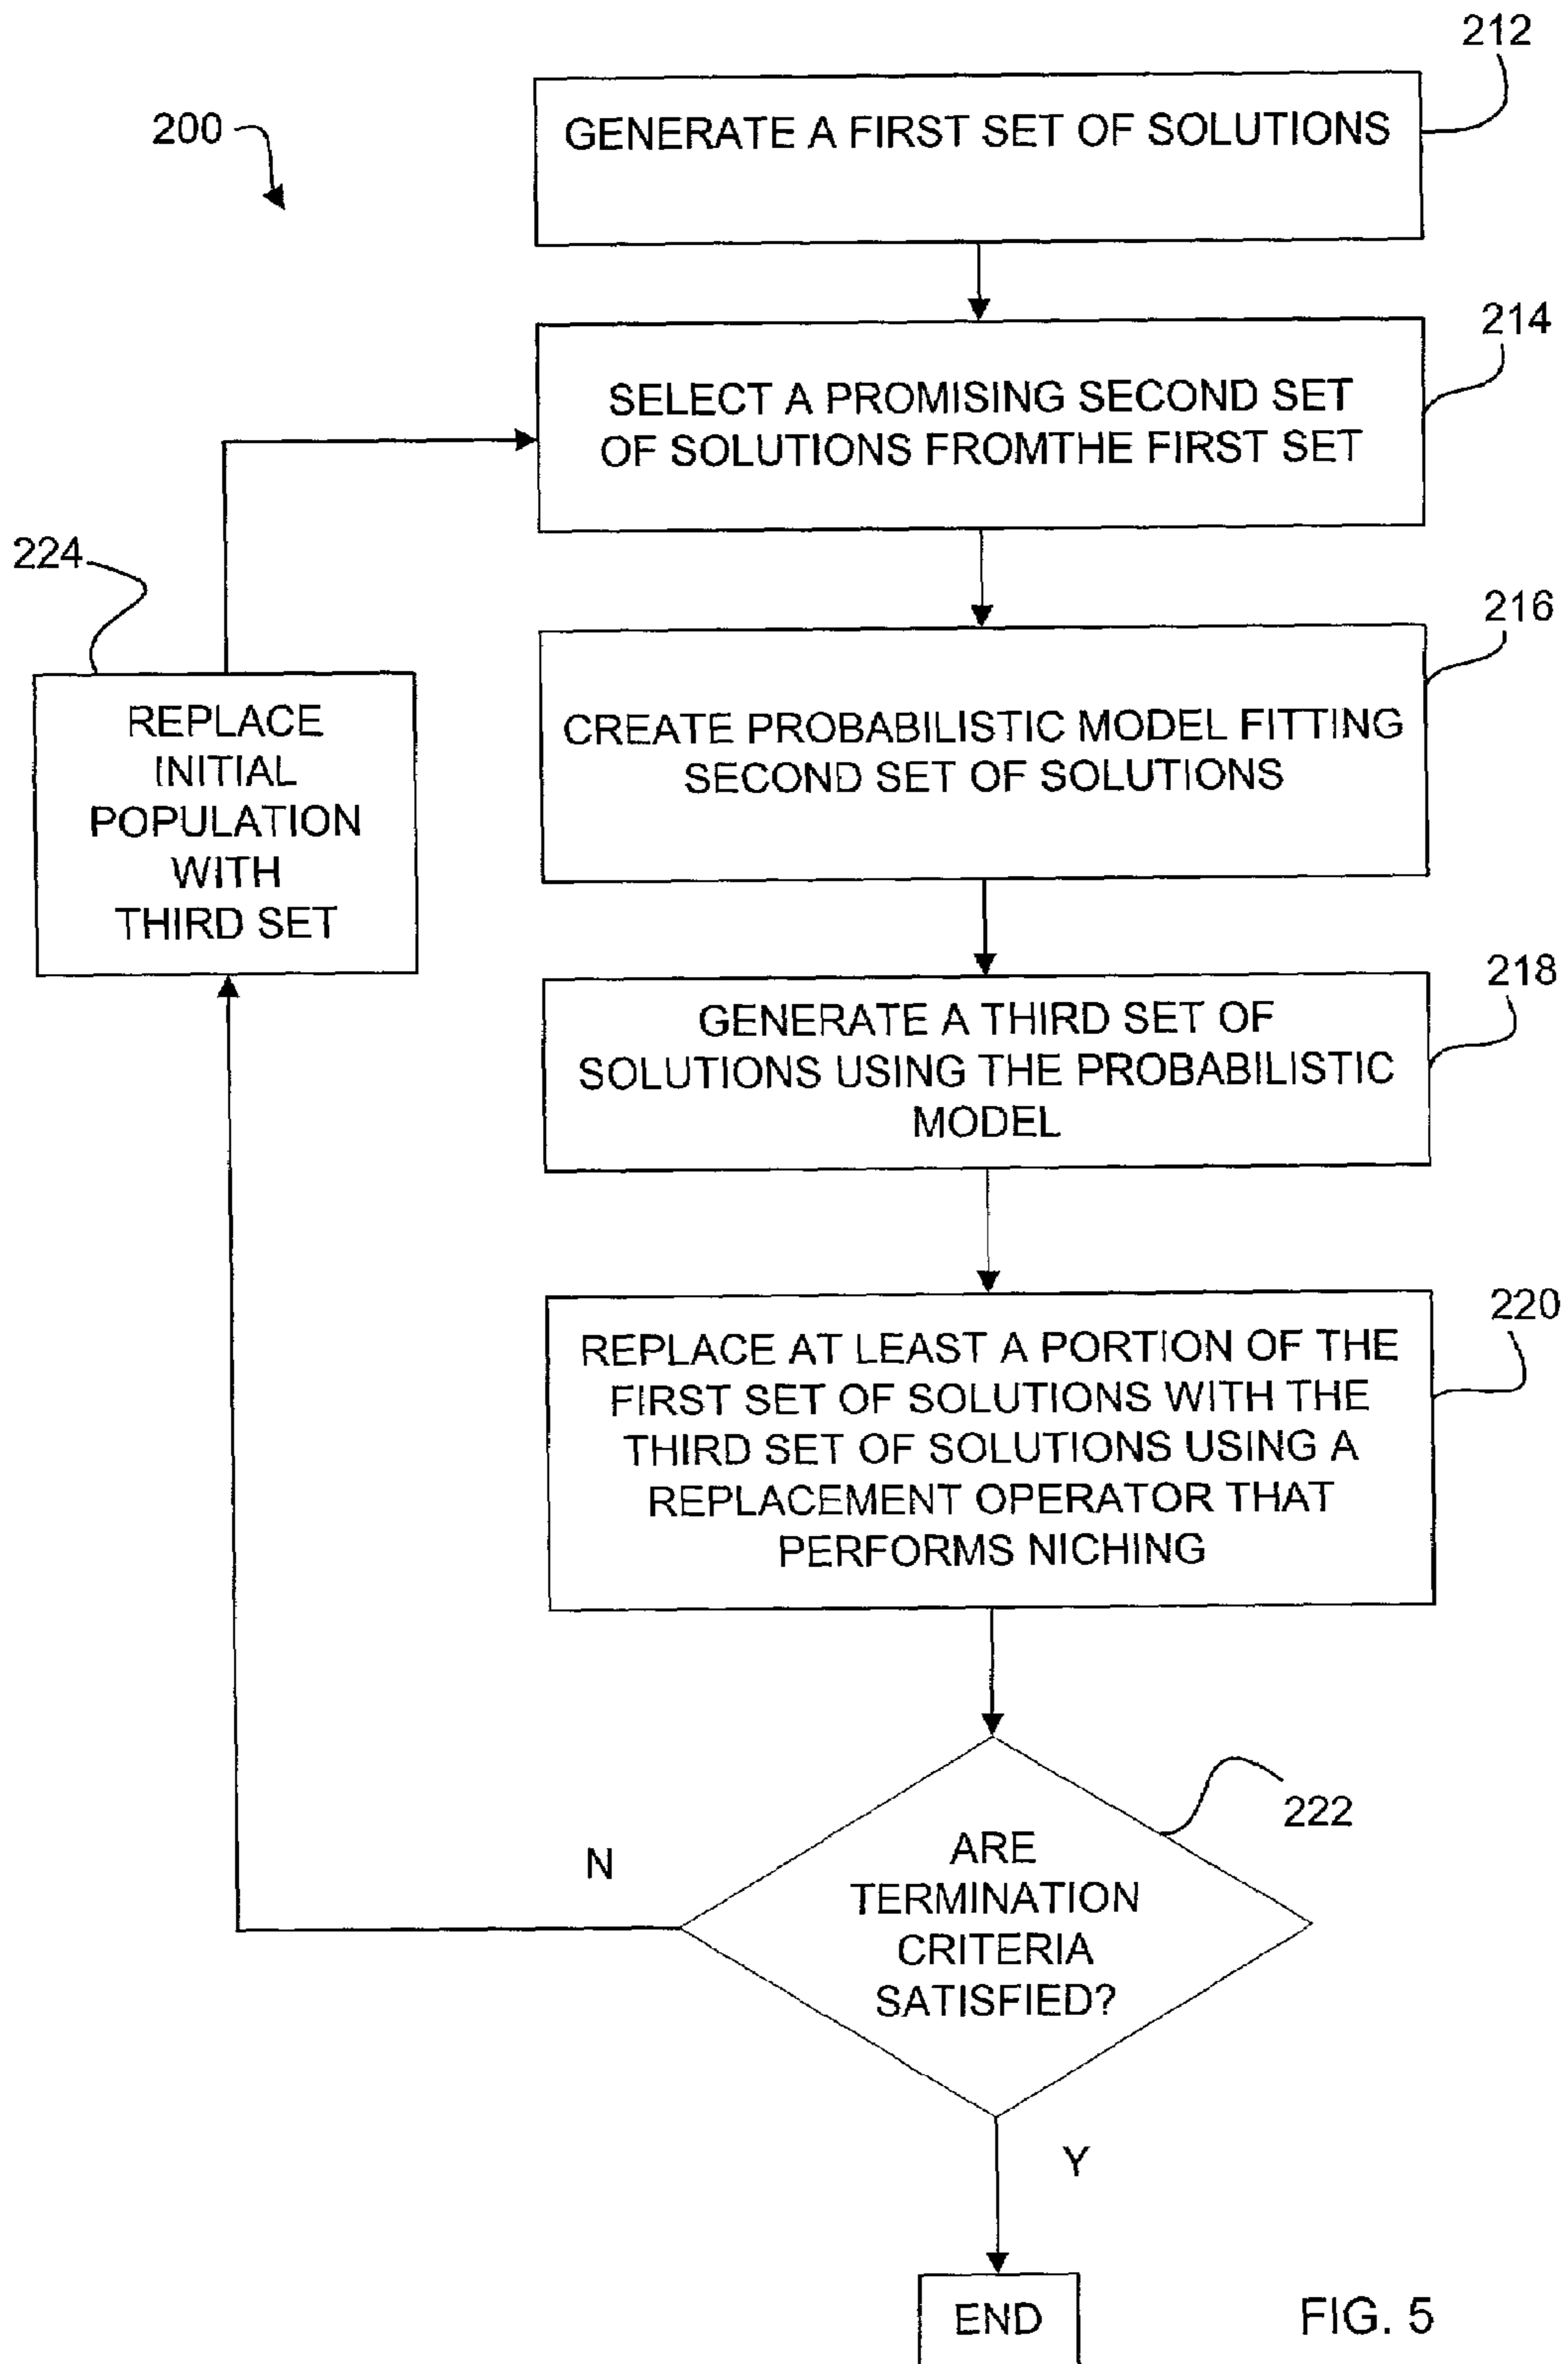 212
200
GENERATE A FIRST SET OF SOLUTIONS
214
SELECT A PROMISING SECOND SET
OF SOLUTIONS FROMTHE FIRST SET
224
216
REPLACE
INITIAL
POPULATION
WITH
THIRD SET
CREATE PROBABILISTIC MODEL FITTING
SECOND SET OF SOLUTIONS
218
GENERATE A THIRD SET OF
SOLUTIONS USING THE PROBABILISTIC
MODEL
220
REPLACE AT LEAST A PORTION OF THE
FIRST SET OF SOLUTIONS WITH THE
THIRD SET OF SOLUTIONS USING A
REPLACEMENT OPERATOR THAT
PERFORMS NICHING
222
N
ARE
TERMINATION
CRITERIA
SATISFIED?
Y
END
FIG. 5